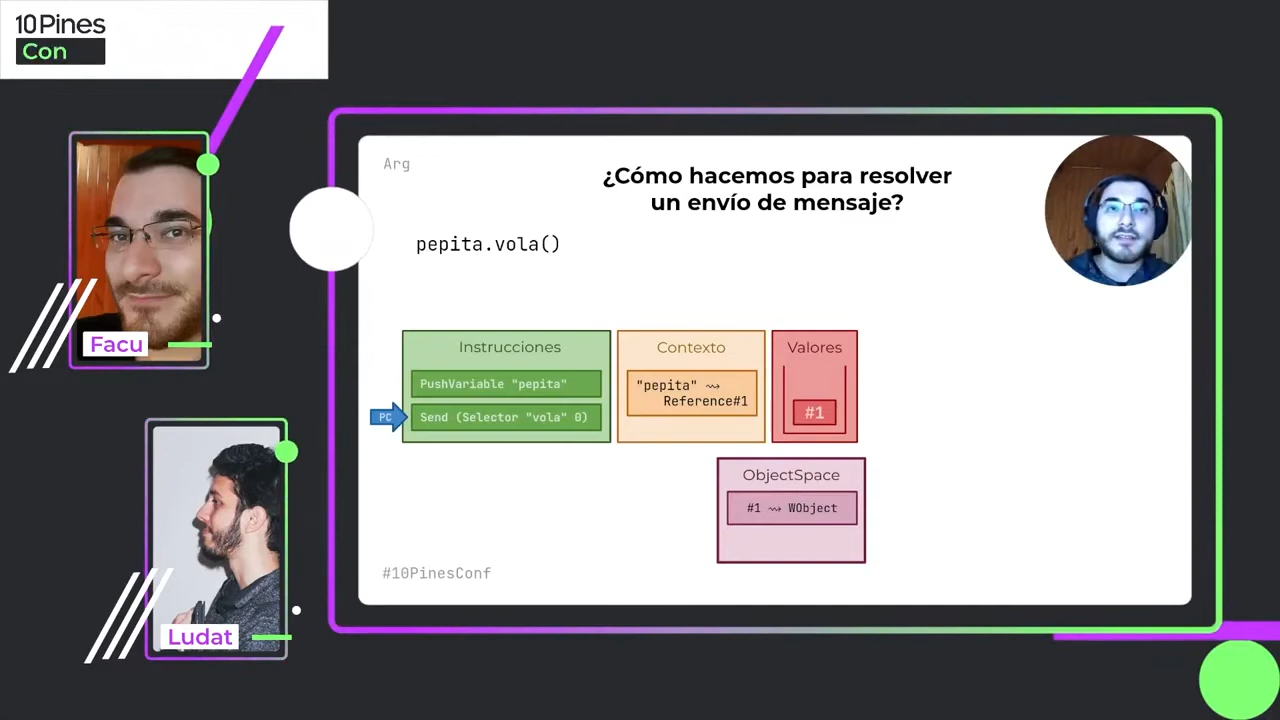 10Pines
Con
Facu
Ludat
Arg
¿Cómo hacemos para resolver
un envío de mensaje?
pepita.vola()
Instrucciones
PushVariable "pepita"
PC
Send (Selector "vola" 0)
Contexto
"pepita" ⇝
Reference#1
Valores
#1
ObjectSpace
#1 ⇝ WObject
#10PinesConf